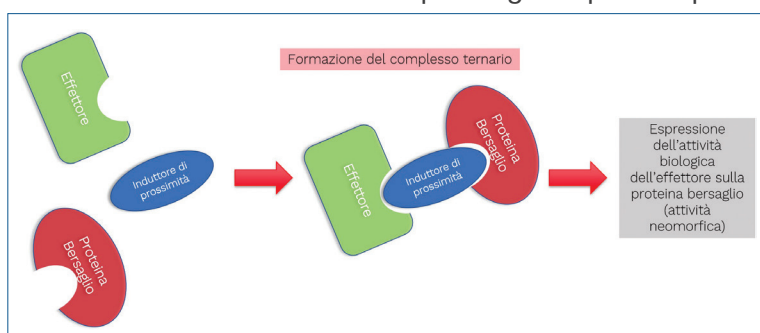 Effettore
Induttore di
prossimità
Proteina
Bersaglio
Formazione del complesso ternario
Effettore
Induttore di
prossimità
Proteina
Bersaglio
Espressione
dell'attività
biologica
dell'effettore sulla
proteina bersaglio
(attività
neomorfica)